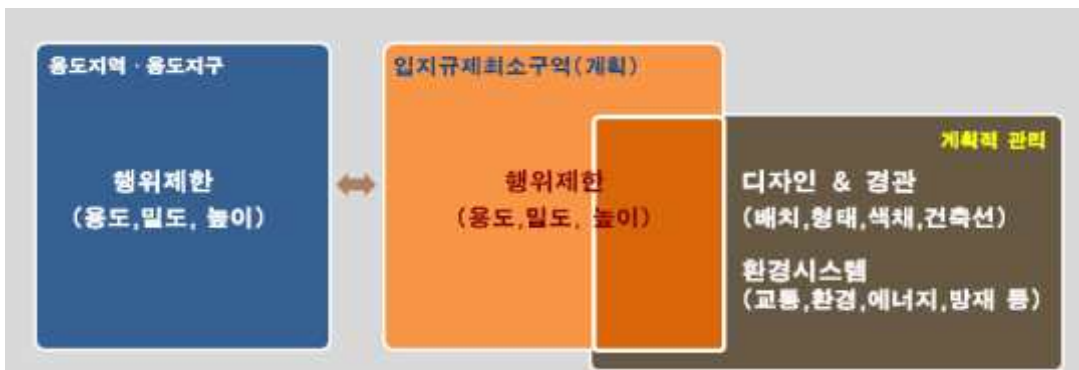 용도지역 · 용도지구
행위제한
(용도,밀도, 높이)
입지규제최소구역(계획)
행위제한
(용도,밀도, 높이)
계획적 관리
디자인 & 경관
(배치,형태,색채,건축선)
환경시스템
(교통,환경,에너지,방재 등)